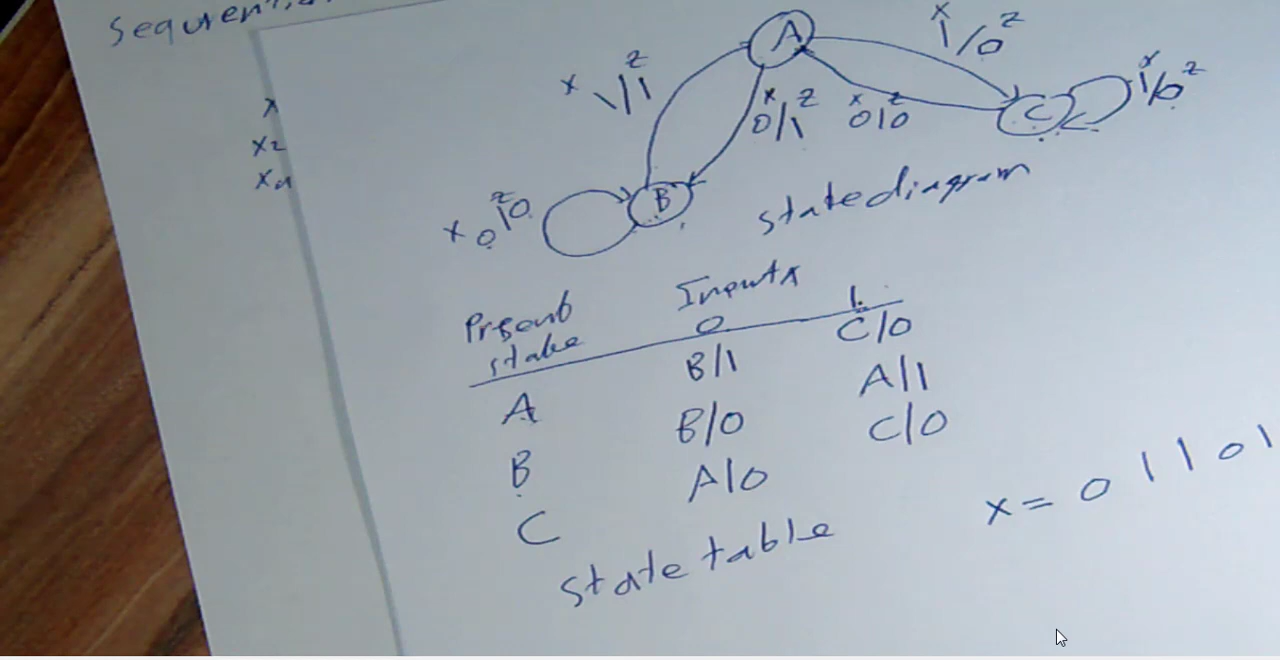 A
x 1/0 z
x 1/0 z
x 1/1 z
x 0/1 z
x 0/0 z
C
x
x2
B
x 0/0 z
state diagram
Present state
Input x
0 1
A B/1 C/0
B B/0 A/1
C A/0 C/0
state table
x = 0 1 1 0 1